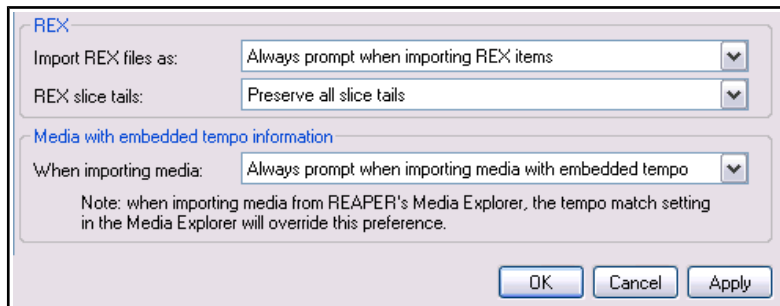 REX
Import REX files as: Always prompt when importing REX items
REX slice tails: Preserve all slice tails
Media with embedded tempo information
When importing media: Always prompt when importing media with embedded tempo
Note: when importing media from REAPER's Media Explorer, the tempo match setting
in the Media Explorer will override this preference.
OK Cancel Apply